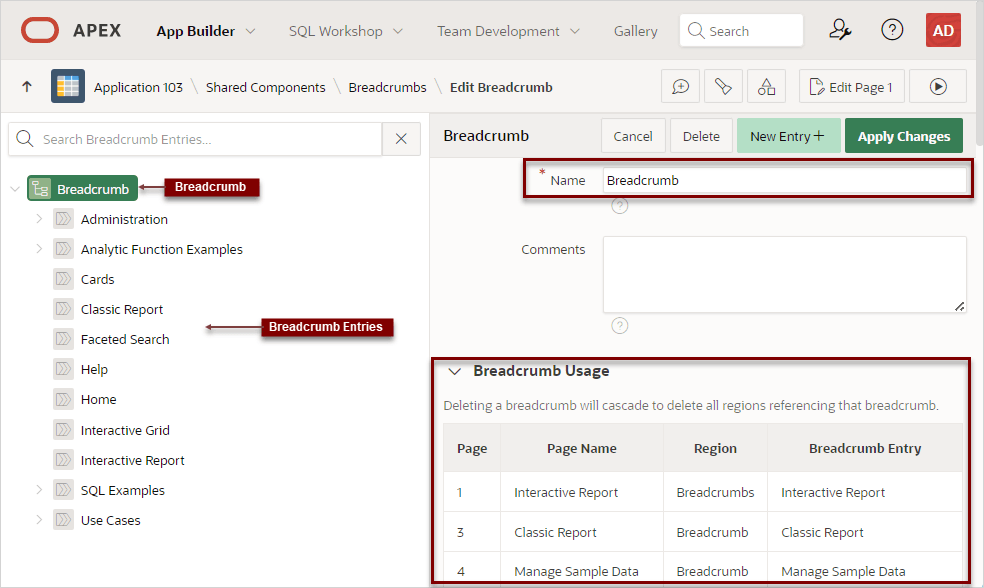 APEX App Builder SQL Workshop Team Development Gallery Search AD
Application 103 \ Shared Components \ Breadcrumbs \ Edit Breadcrumb Edit Page 1
Search Breadcrumb Entries...
Breadcrumb
Breadcrumb
Administration
Analytic Function Examples
Cards
Classic Report
Breadcrumb Entries
Faceted Search
Help
Home
Interactive Grid
Interactive Report
SQL Examples
Use Cases
Breadcrumb Cancel Delete New Entry+ Apply Changes
* Name Breadcrumb
?
Comments
?
Breadcrumb Usage
Deleting a breadcrumb will cascade to delete all regions referencing that breadcrumb.
Page Page Name Region Breadcrumb Entry
1 Interactive Report Breadcrumbs Interactive Report
3 Classic Report Breadcrumb Classic Report
4 Manage Sample Data Breadcrumb Manage Sample Data